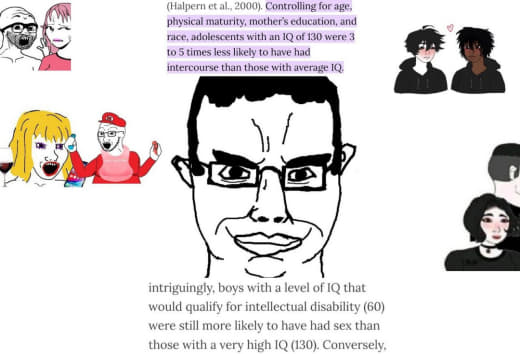 (Halpern et al., 2000). Controlling for age,
physical maturity, mother's education, and
race, adolescents with an IQ of 130 were 3
to 5 times less likely to have had
intercourse than those with average IQ.
intriguingly, boys with a level of IQ that
would qualify for intellectual disability (60)
were still more likely to have had sex than
those with a very high IQ (130). Conversely,